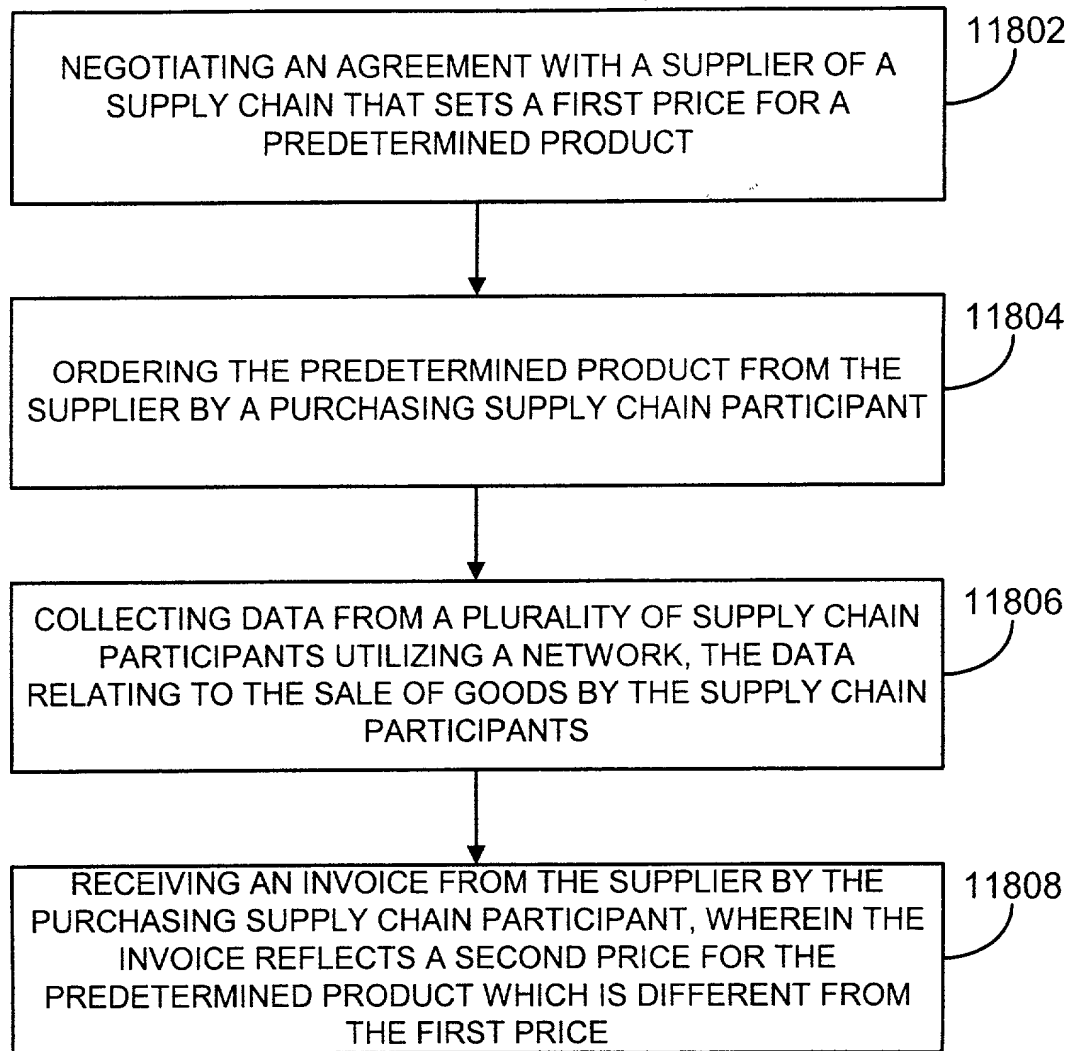 11802
NEGOTIATING AN AGREEMENT WITH A SUPPLIER OF A
SUPPLY CHAIN THAT SETS A FIRST PRICE FOR A
PREDETERMINED PRODUCT
11804
ORDERING THE PREDETERMINED PRODUCT FROM THE
SUPPLIER BY A PURCHASING SUPPLY CHAIN PARTICIPANT
11806
COLLECTING DATA FROM A PLURALITY OF SUPPLY CHAIN
PARTICIPANTS UTILIZING A NETWORK, THE DATA
RELATING TO THE SALE OF GOODS BY THE SUPPLY CHAIN
PARTICIPANTS
11808
RECEIVING AN INVOICE FROM THE SUPPLIER BY THE
PURCHASING SUPPLY CHAIN PARTICIPANT, WHEREIN THE
INVOICE REFLECTS A SECOND PRICE FOR THE
PREDETERMINED PRODUCT WHICH IS DIFFERENT FROM
THE FIRST PRICE